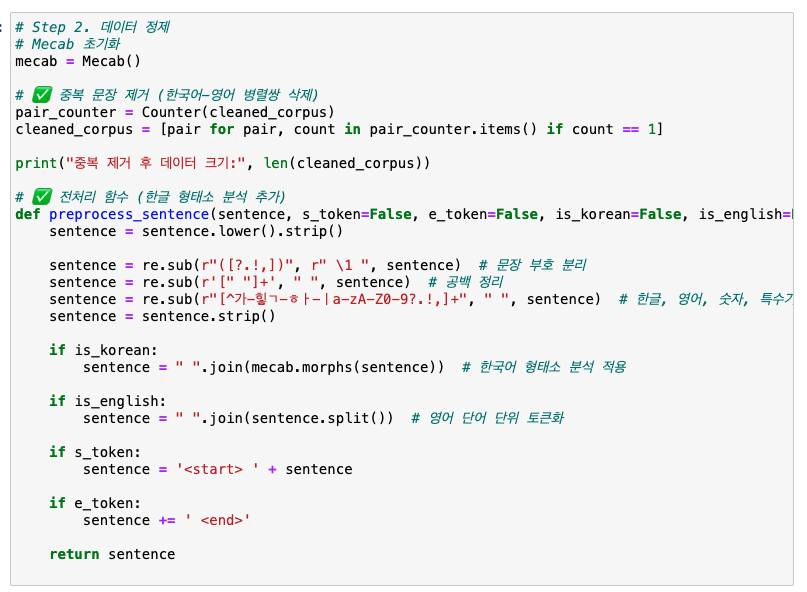 # Step 2. 데이터 정제
# Mecab 초기화
mecab = Mecab()
# ✅ 중복 문장 제거 (한국어-영어 병렬쌍 삭제)
pair_counter = Counter(cleaned_corpus)
cleaned_corpus = [pair for pair, count in pair_counter.items() if count == 1]
print("중복 제거 후 데이터 크기:", len(cleaned_corpus))
# ✅ 전처리 함수 (한글 형태소 분석 추가)
def preprocess_sentence(sentence, s_token=False, e_token=False, is_korean=False, is_english=
    sentence = sentence.lower().strip()
    sentence = re.sub(r"([?.!,])", r" \1 ", sentence)  # 문장 부호 분리
    sentence = re.sub(r'[" "]+', " ", sentence)  # 공백 정리
    sentence = re.sub(r"[^가-힣ㄱ-ㅎㅏ-ㅣa-zA-Z0-9?.!,]+", " ", sentence)  # 한글, 영어, 숫자,
    sentence = sentence.strip()
    if is_korean:
        sentence = " ".join(mecab.morphs(sentence))  # 한국어 형태소 분석 적용
    if is_english:
        sentence = " ".join(sentence.split())  # 영어 단어 단위 토큰화
    if s_token:
        sentence = '<start> ' + sentence
    if e_token:
        sentence += ' <end>'
    return sentence